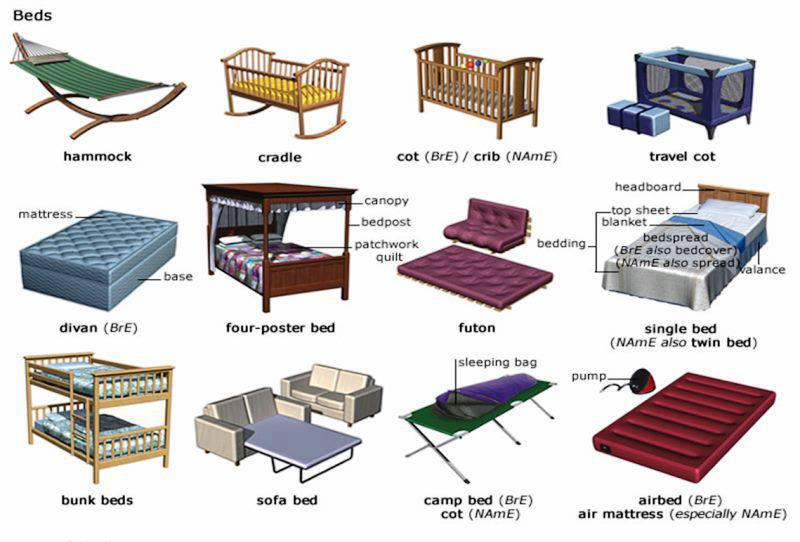 Beds
hammock
cradle
cot (BrE) / crib (NAmE)
travel cot
mattress
base
divan (BrE)
canopy
bedpost
patchwork
quilt
four-poster bed
futon
headboard
top sheet
blanket
bedding
bedspread
(BrE also bedcover)
(NAmE also spread)
valance
single bed
(NAmE also twin bed)
bunk beds
sofa bed
sleeping bag
camp bed (BrE)
cot (NAmE)
pump
airbed (BrE)
air mattress (especially NAmE)